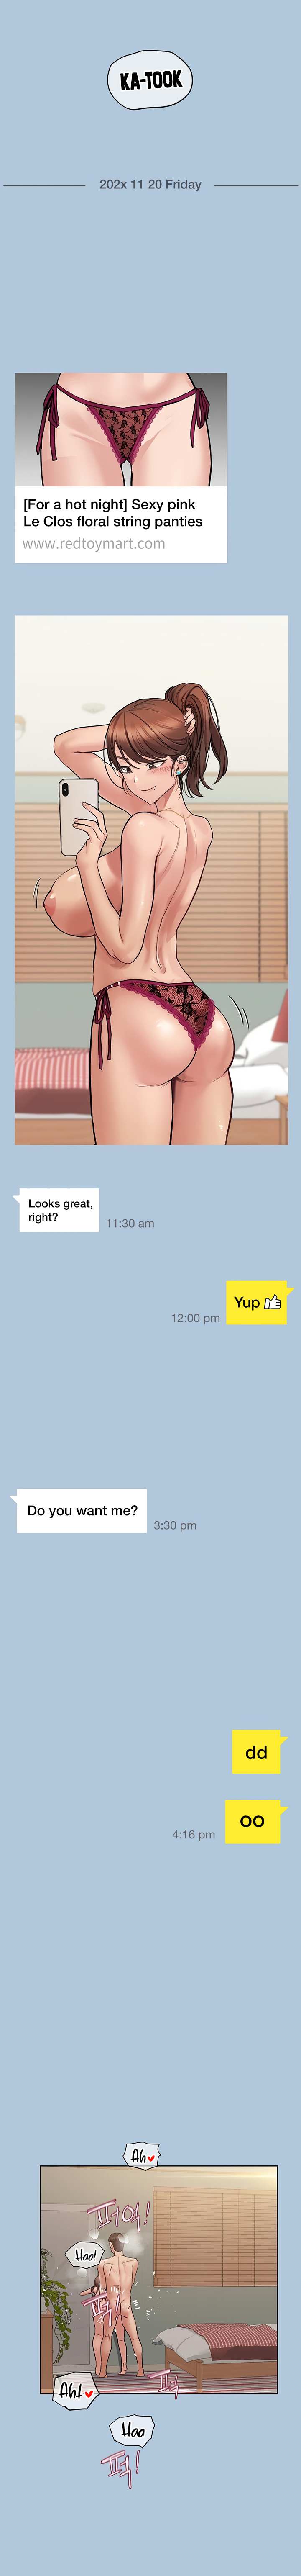 KA-TOOK
202x 11 20 Friday
[For a hot night] Sexy pink
Le Clos floral string panties
www.redtoymart.com
Looks great,
right?
11:30 am
Yup
12:00 pm
Do you want me?
3:30 pm
dd
oo
4:16 pm
Ah
퍼억!
Hoo!
퍽!
Ah!
퍽
Hoo
퍽!